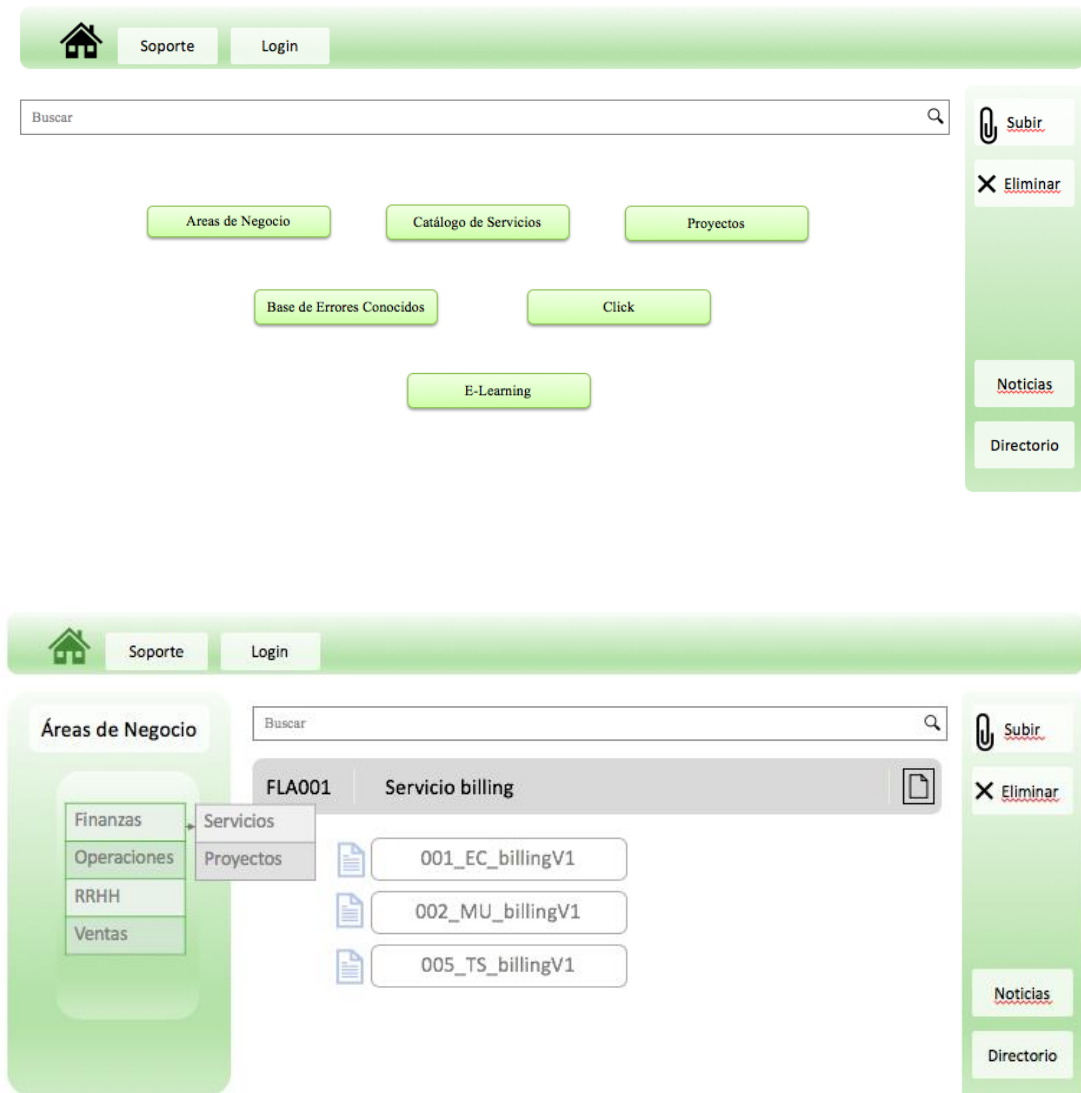 Soporte Login
Buscar
Subir
Eliminar
Areas de Negocio Catálogo de Servicios Proyectos
Base de Errores Conocidos Click
E-Learning
Noticias
Directorio
Soporte Login
Áreas de Negocio
Finanzas Servicios
Operaciones Proyectos
RRHH
Ventas
Buscar
FLA001 Servicio billing
001_EC_billingV1
002_MU_billingV1
005_TS_billingV1
Subir
Eliminar
Noticias
Directorio